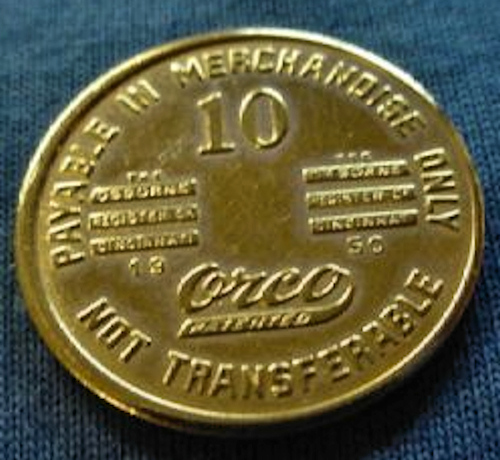 PAYABLE IN MERCHANDISE ONLY
10
THE
OSBORNE
REGISTER CO
CINCINNATI
19
THE
OSBORNE
REGISTER CO
CINCINNATI
50
Orco
PATENTED
NOT TRANSFERABLE